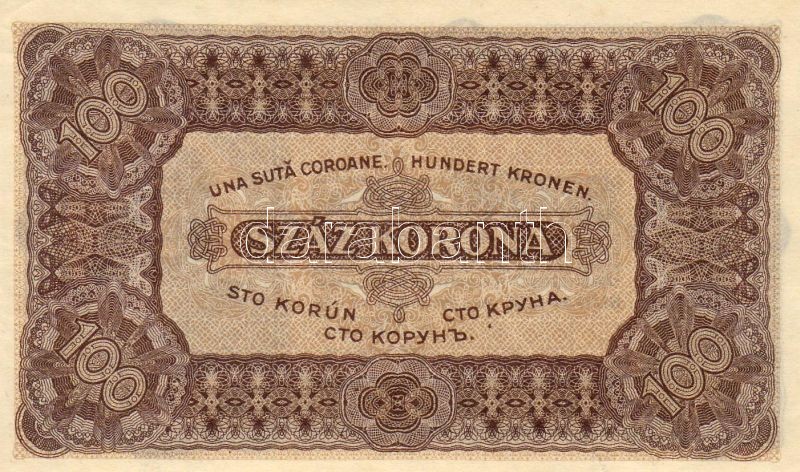 100 100
UNA SUTĂ COROANE. HUNDERT KRONEN.
SZÁZ KORONA
STO KORÚN СТО КРУНА.
СТО КОРУНЪ.
100 100